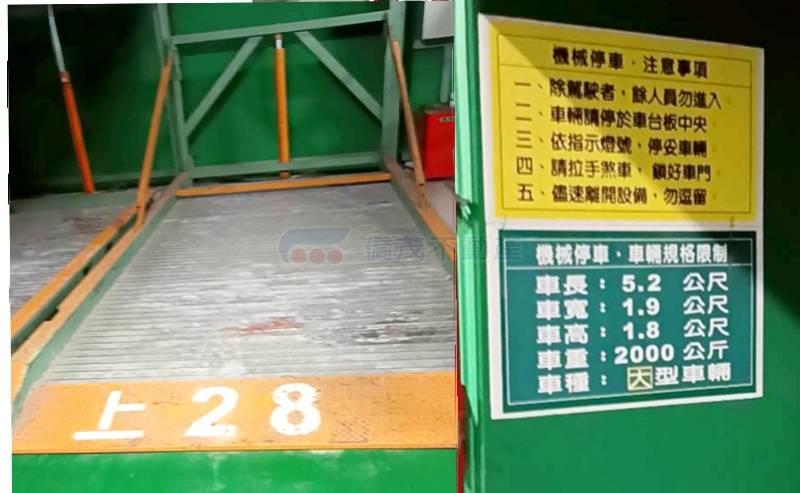 上28
信茂不動產
機械停車．注意事項
一、除駕駛者，餘人員勿進入
二、車輛請停於車台板中央
三、依指示燈號，停妥車輛
四、請拉手煞車，鎖好車門
五、儘速離開設備，勿逗留
機械停車、車輛規格限制
車長：5.2 公尺
車寬：1.9 公尺
車高：1.8 公尺
車重：2000 公斤
車種：大型車輛